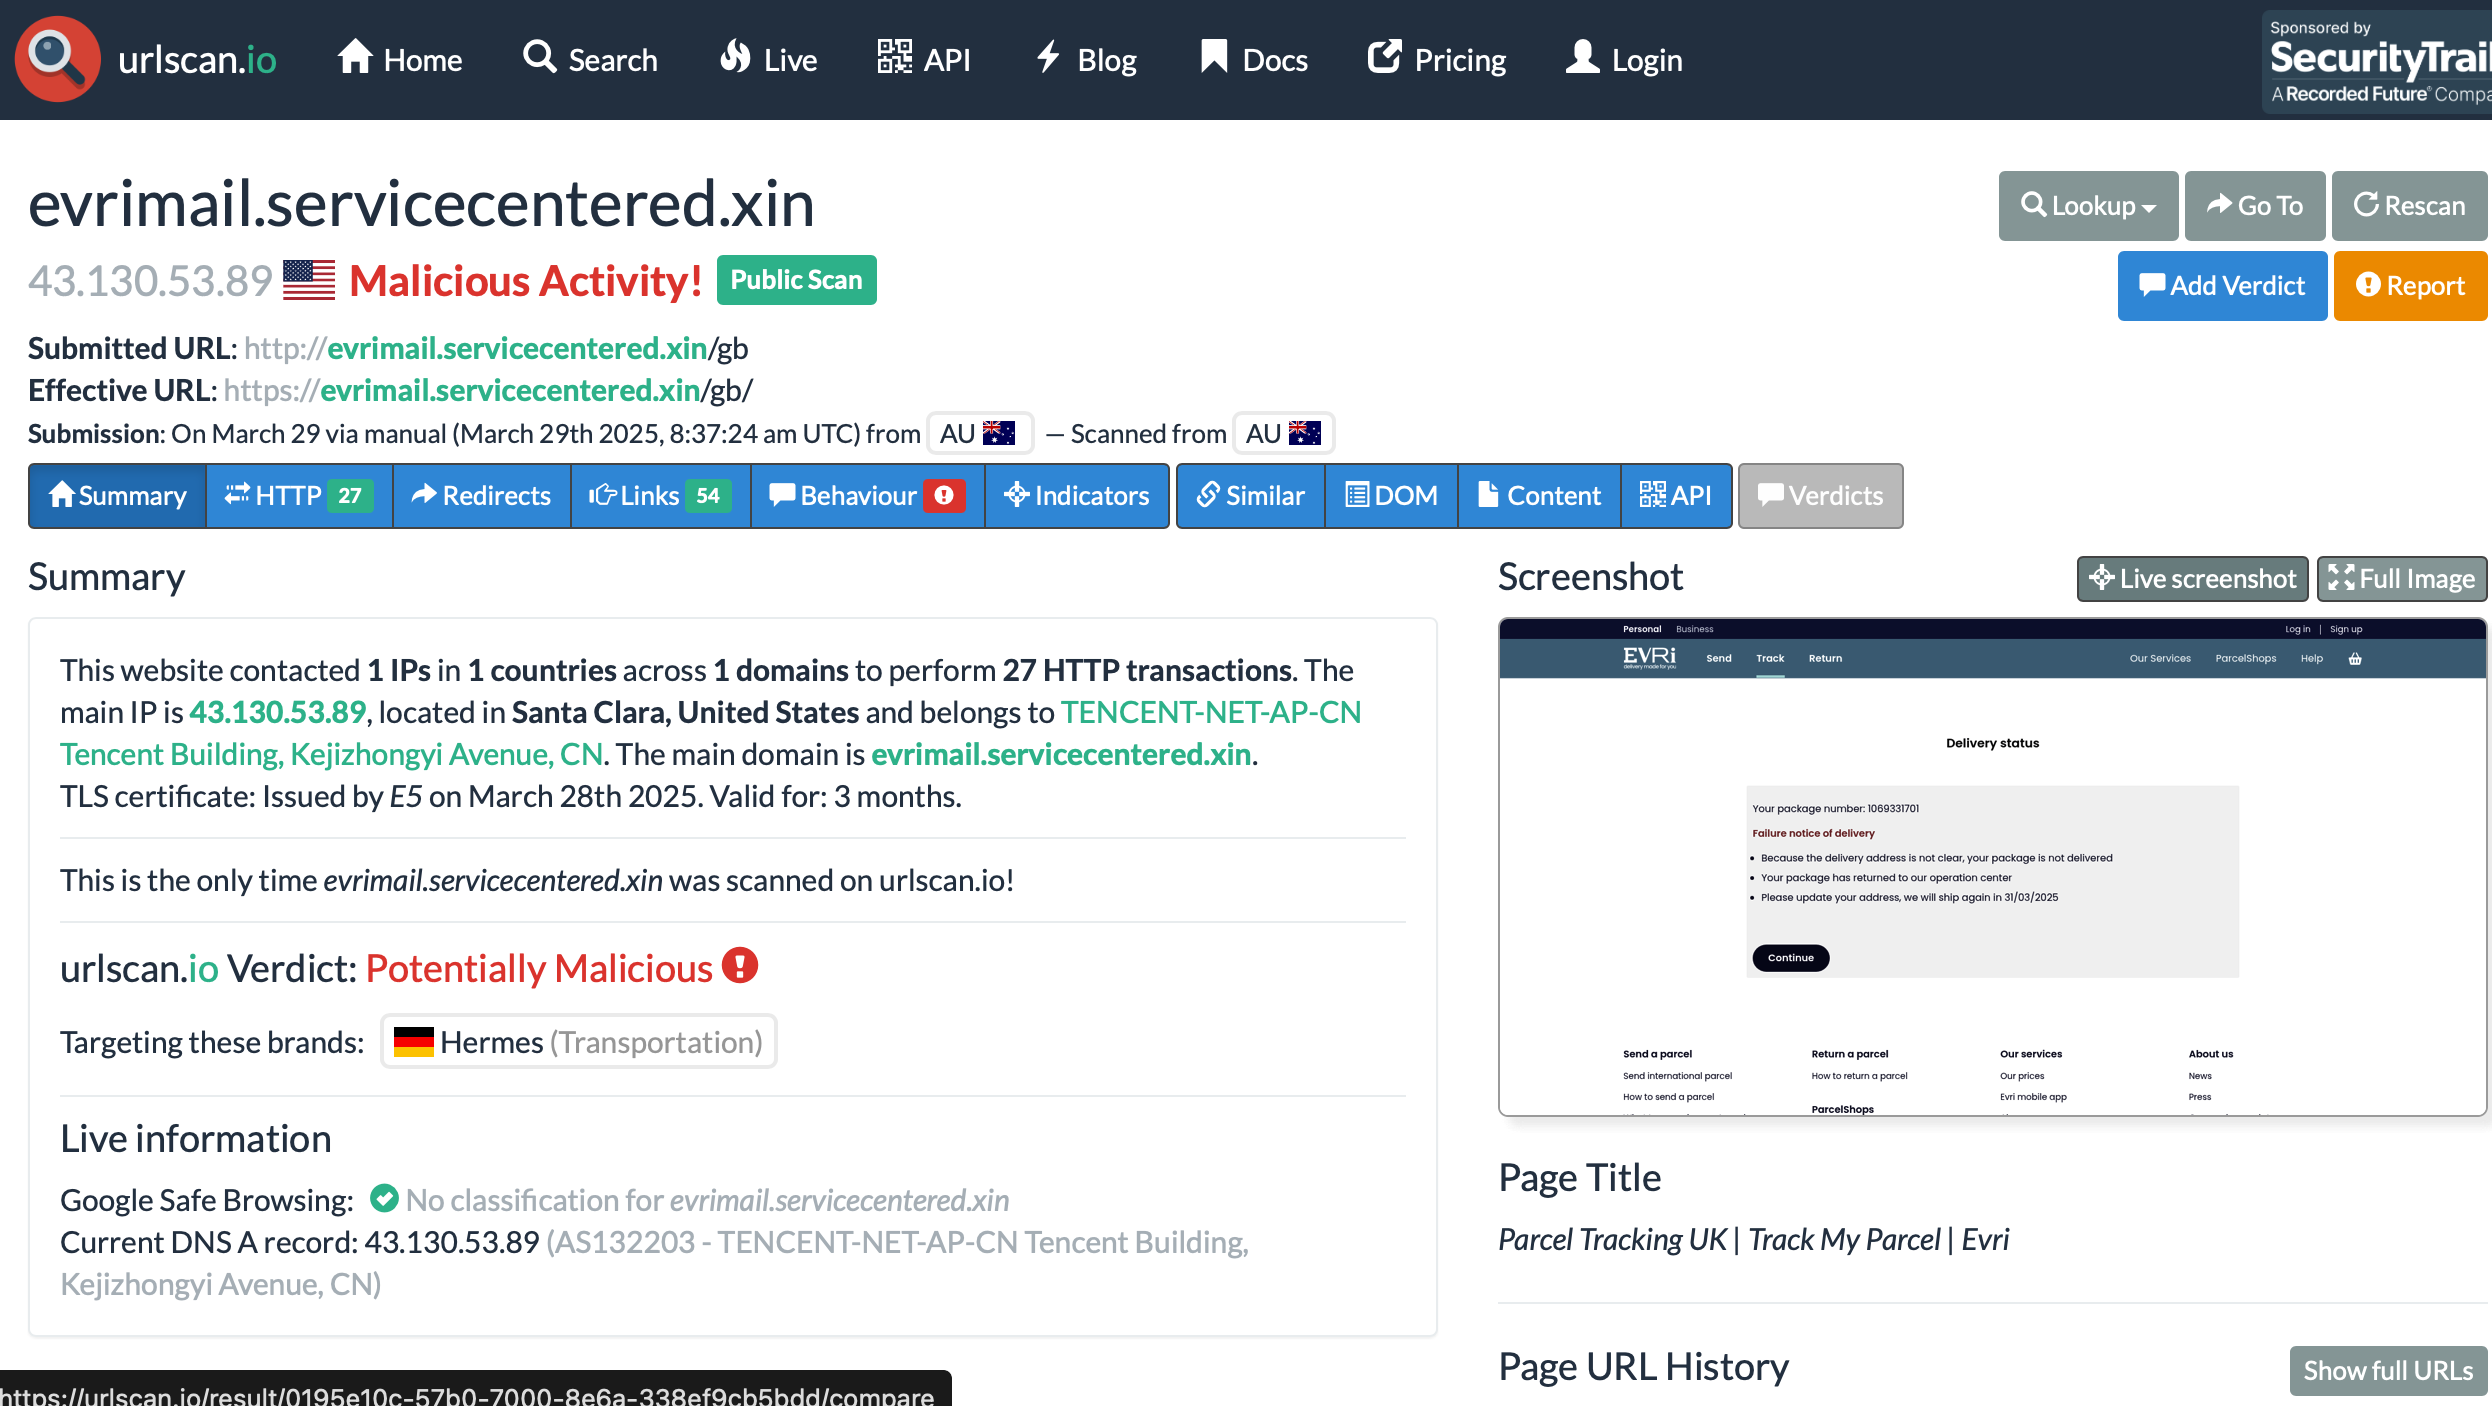 urlscan.io Home Search Live API Blog Docs Pricing Login
Sponsored by
SecurityTrail
A Recorded Future® Compa
evrimail.servicecentered.xin
Lookup Go To Rescan
43.130.53.89 Malicious Activity! Public Scan
Add Verdict Report
Submitted URL: http://evrimail.servicecentered.xin/gb
Effective URL: https://evrimail.servicecentered.xin/gb/
Submission: On March 29 via manual (March 29th 2025, 8:37:24 am UTC) from AU — Scanned from AU
Summary HTTP 27 Redirects Links 54 Behaviour Indicators Similar DOM Content API Verdicts
Summary
This website contacted 1 IPs in 1 countries across 1 domains to perform 27 HTTP transactions. The
main IP is 43.130.53.89, located in Santa Clara, United States and belongs to TENCENT-NET-AP-CN
Tencent Building, Kejizhongyi Avenue, CN. The main domain is evrimail.servicecentered.xin.
TLS certificate: Issued by E5 on March 28th 2025. Valid for: 3 months.
This is the only time evrimail.servicecentered.xin was scanned on urlscan.io!
urlscan.io Verdict: Potentially Malicious
Targeting these brands: Hermes (Transportation)
Live information
Google Safe Browsing: No classification for evrimail.servicecentered.xin
Current DNS A record: 43.130.53.89 (AS132203 - TENCENT-NET-AP-CN Tencent Building,
Kejizhongyi Avenue, CN)
Screenshot
Live screenshot Full Image
Personal Business Log in | Sign up
EVRi Send Track Return Our Services ParcelShops Help
delivery made for you
Delivery status
Your package number: 1069331701
Failure notice of delivery
• Because the delivery address is not clear, your package is not delivered
• Your package has returned to our operation center
• Please update your address, we will ship again in 31/03/2025
Continue
Send a parcel Return a parcel Our services About us
Send international parcel How to return a parcel Our prices News
How to send a parcel Evri mobile app Press
ParcelShops
Page Title
Parcel Tracking UK | Track My Parcel | Evri
Page URL History
Show full URLs
https://urlscan.io/result/0195e10c-57b0-7000-8e6a-338ef9cb5bdd/compare